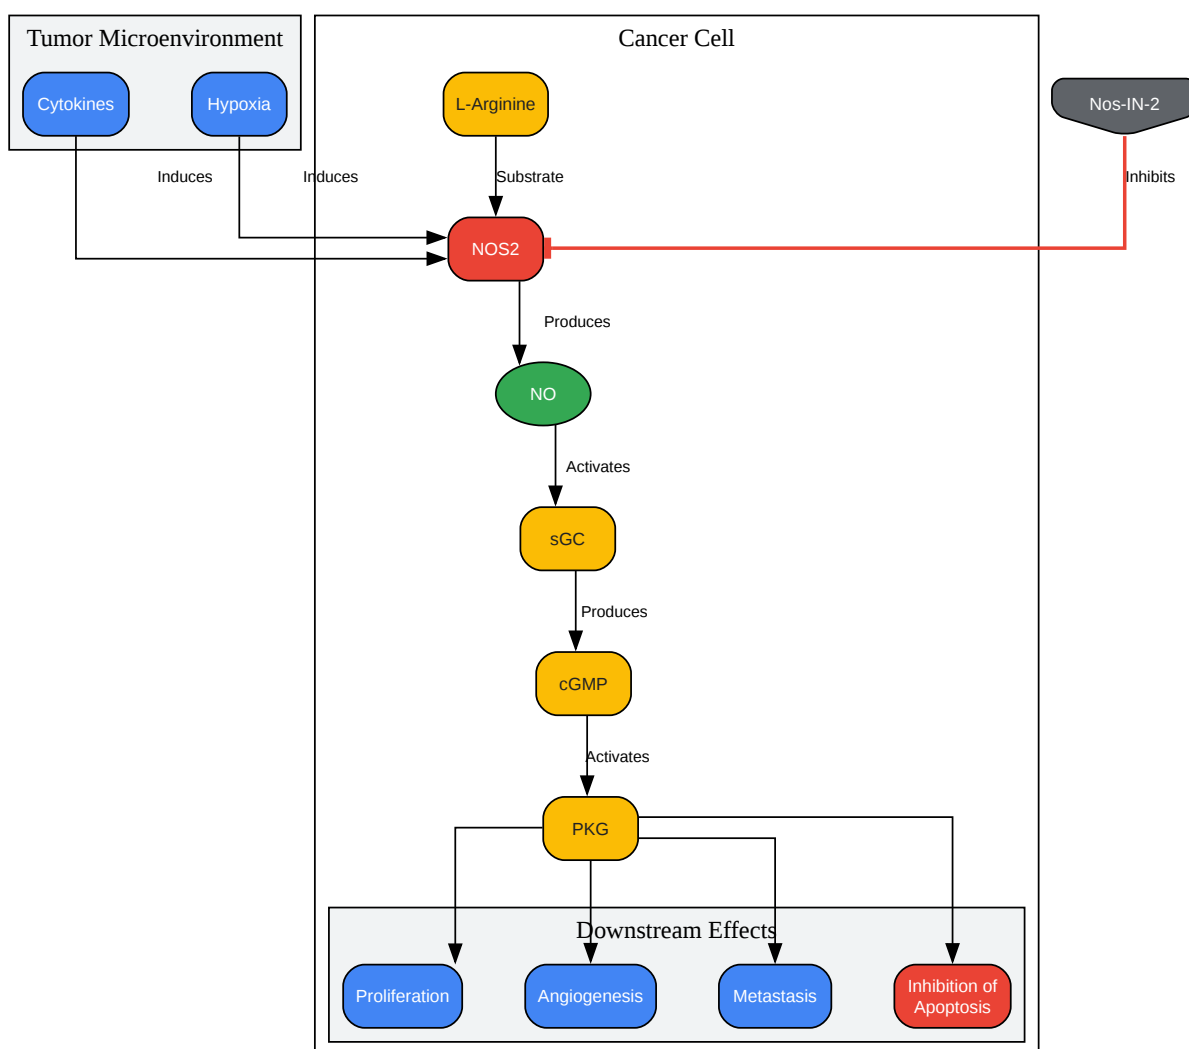 Tumor Microenvironment
Cancer Cell
Cytokines
Hypoxia
L-Arginine
Nos-IN-2
Induces
Induces
Substrate
Inhibits
NOS2
Produces
NO
Activates
sGC
Produces
cGMP
Activates
PKG
Downstream Effects
Proliferation
Angiogenesis
Metastasis
Inhibition of
Apoptosis